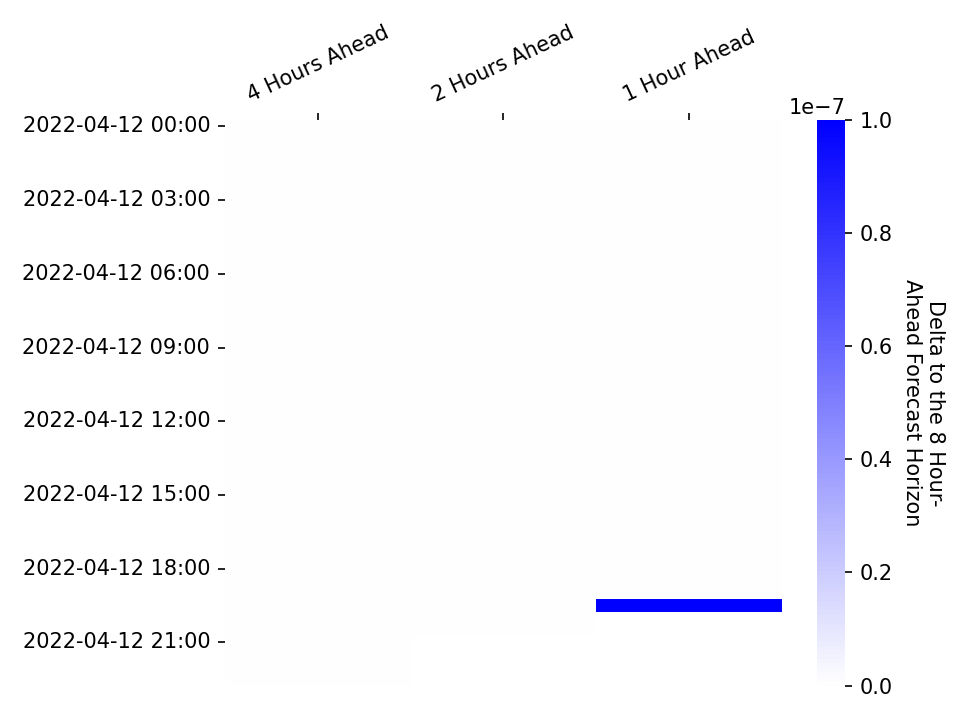 4 Hours Ahead
2 Hours Ahead
1 Hour Ahead
2022-04-12 00:00
2022-04-12 03:00
2022-04-12 06:00
2022-04-12 09:00
2022-04-12 12:00
2022-04-12 15:00
2022-04-12 18:00
2022-04-12 21:00
1e−7
1.0
0.8
0.6
0.4
0.2
0.0
Delta to the 8 Hour-
Ahead Forecast Horizon